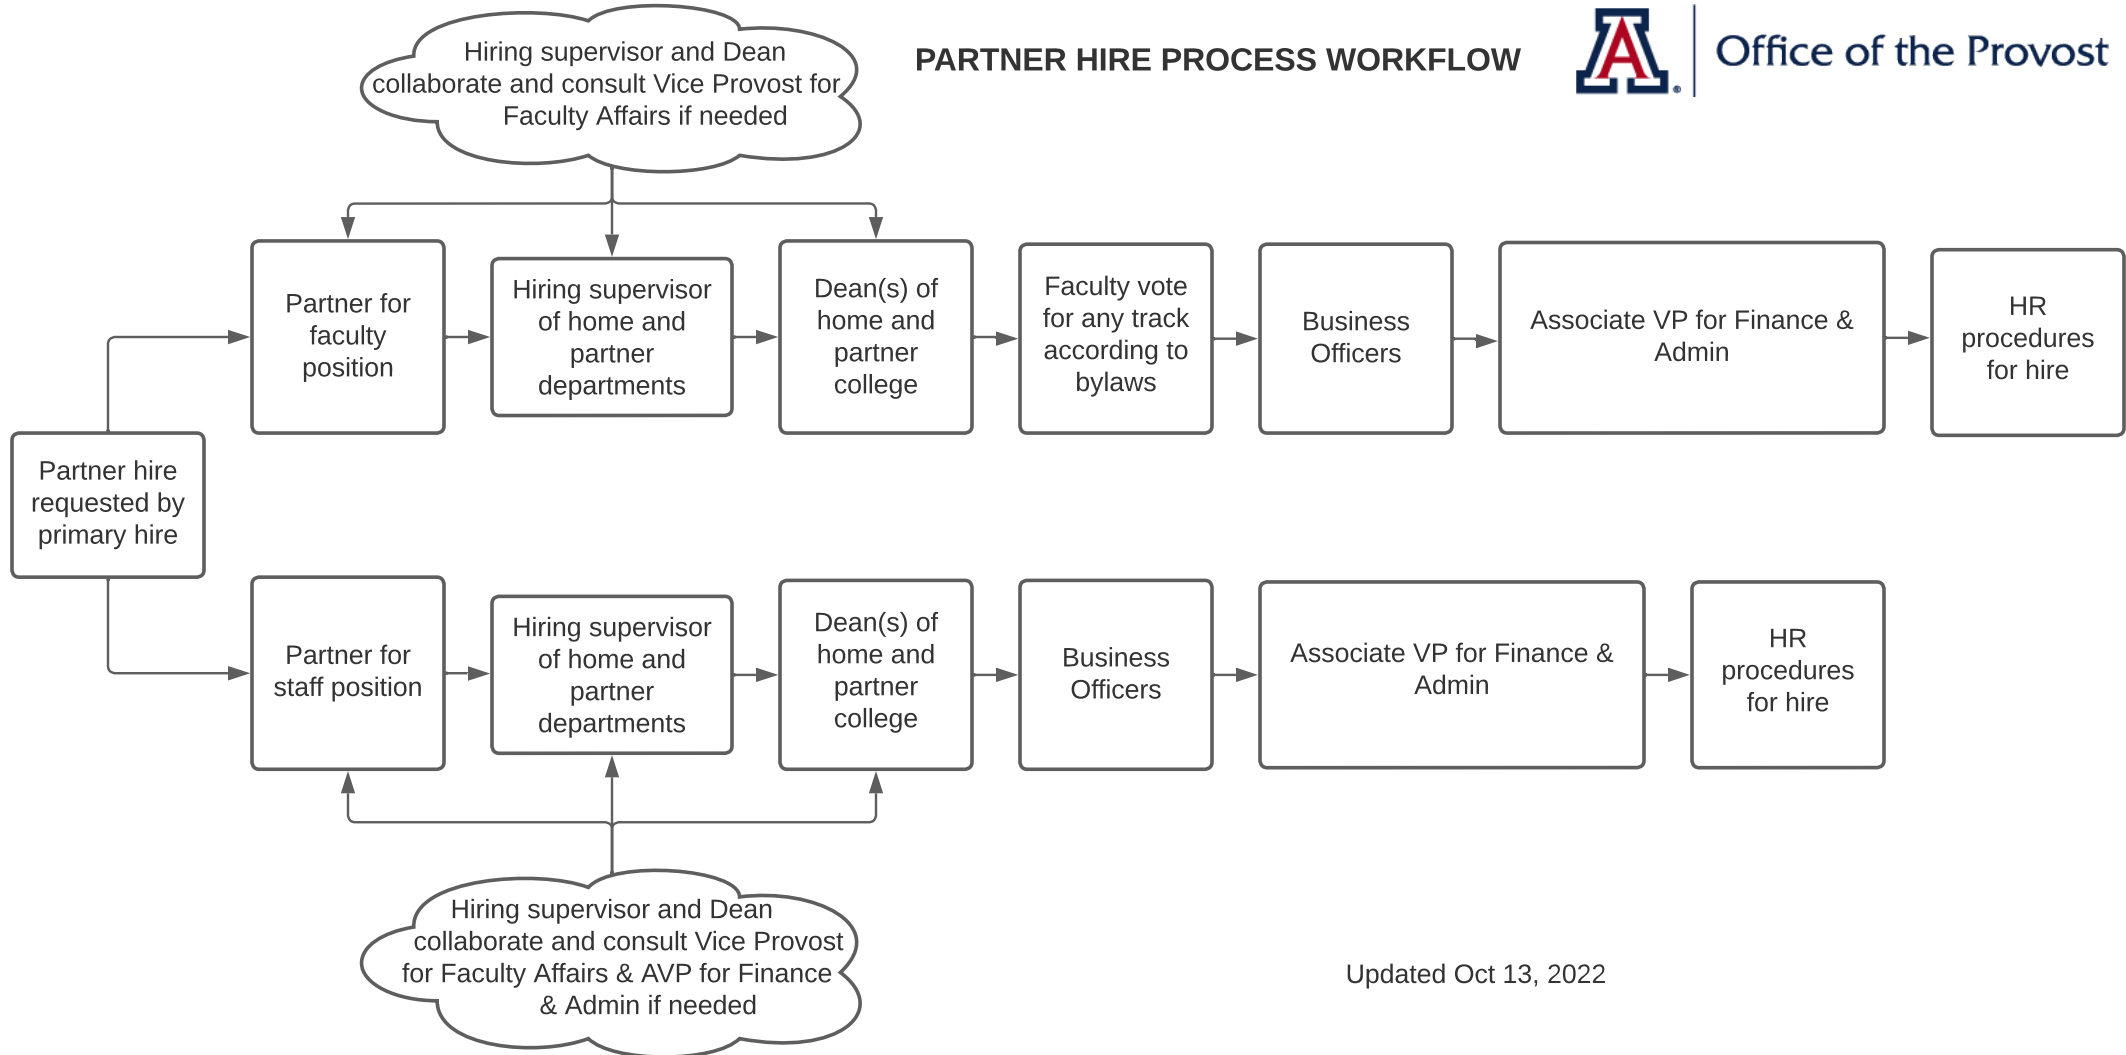 Hiring supervisor and Dean
collaborate and consult Vice Provost for
Faculty Affairs if needed
PARTNER HIRE PROCESS WORKFLOW
A
®
Office of the Provost
Partner for
faculty
position
Hiring supervisor
of home and
partner
departments
Dean(s) of
home and
partner
college
Faculty vote
for any track
according to
bylaws
Business
Officers
Associate VP for Finance &
Admin
HR
procedures
for hire
Partner hire
requested by
primary hire
Partner for
staff position
Hiring supervisor
of home and
partner
departments
Dean(s) of
home and
partner
college
Business
Officers
Associate VP for Finance &
Admin
HR
procedures
for hire
Hiring supervisor and Dean
collaborate and consult Vice Provost
for Faculty Affairs & AVP for Finance
& Admin if needed
Updated Oct 13, 2022